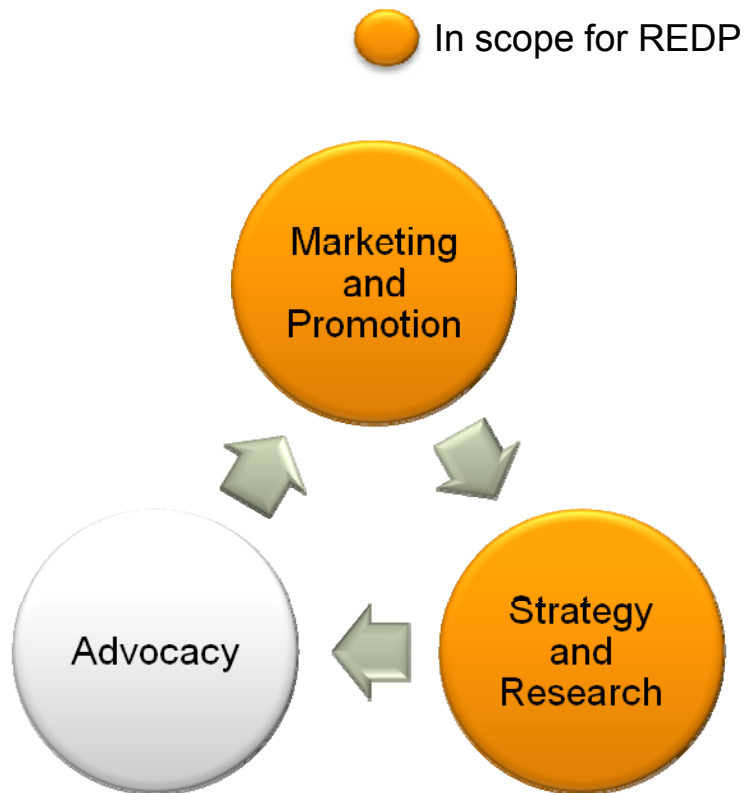 In scope for REDP
Marketing
and
Promotion
Advocacy
Strategy
and
Research